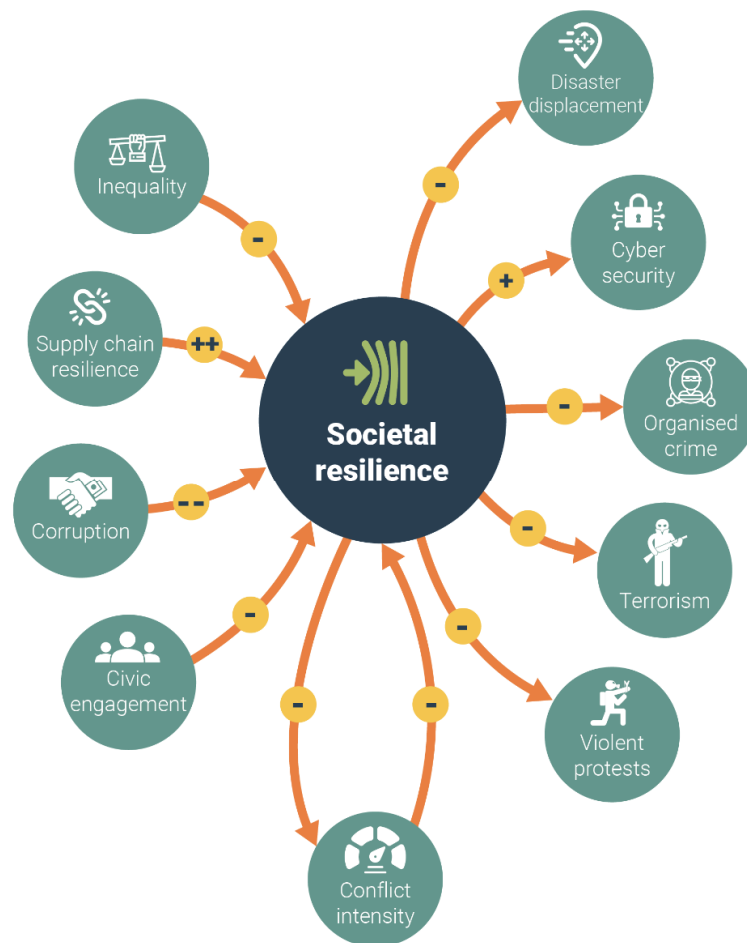 Disaster
displacement
-
Inequality
-
Cyber
security
+
Supply chain
resilience
++
Societal
resilience
Organised
crime
-
Corruption
--
Terrorism
-
Civic
engagement
-
Violent
protests
-
-
-
Conflict
intensity